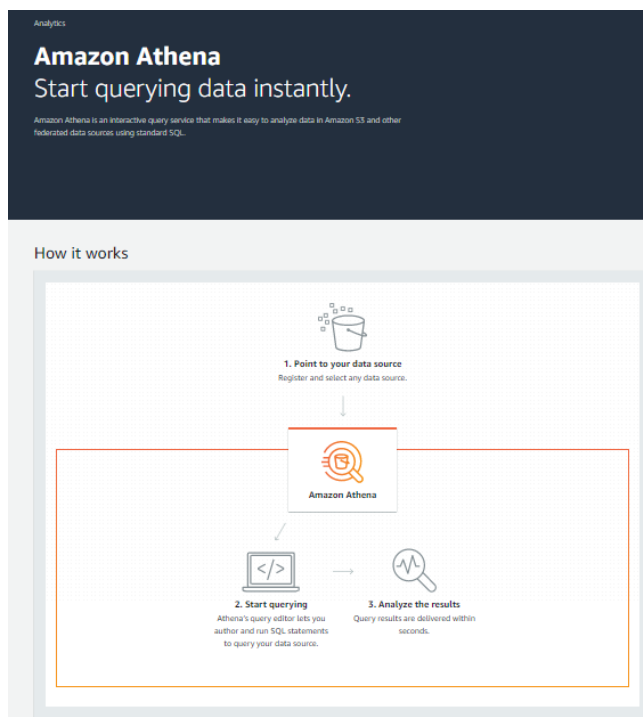 Analytics
Amazon Athena
Start querying data instantly.
Amazon Athena is an interactive query service that makes it easy to analyze data in Amazon S3 and other
federated data sources using standard SQL.
How it works
1. Point to your data source
Register and select any data source.
Amazon Athena
</>
2. Start querying
Athena's query editor lets you
author and run SQL statements
to query your data source.
3. Analyze the results
Query results are delivered within
seconds.